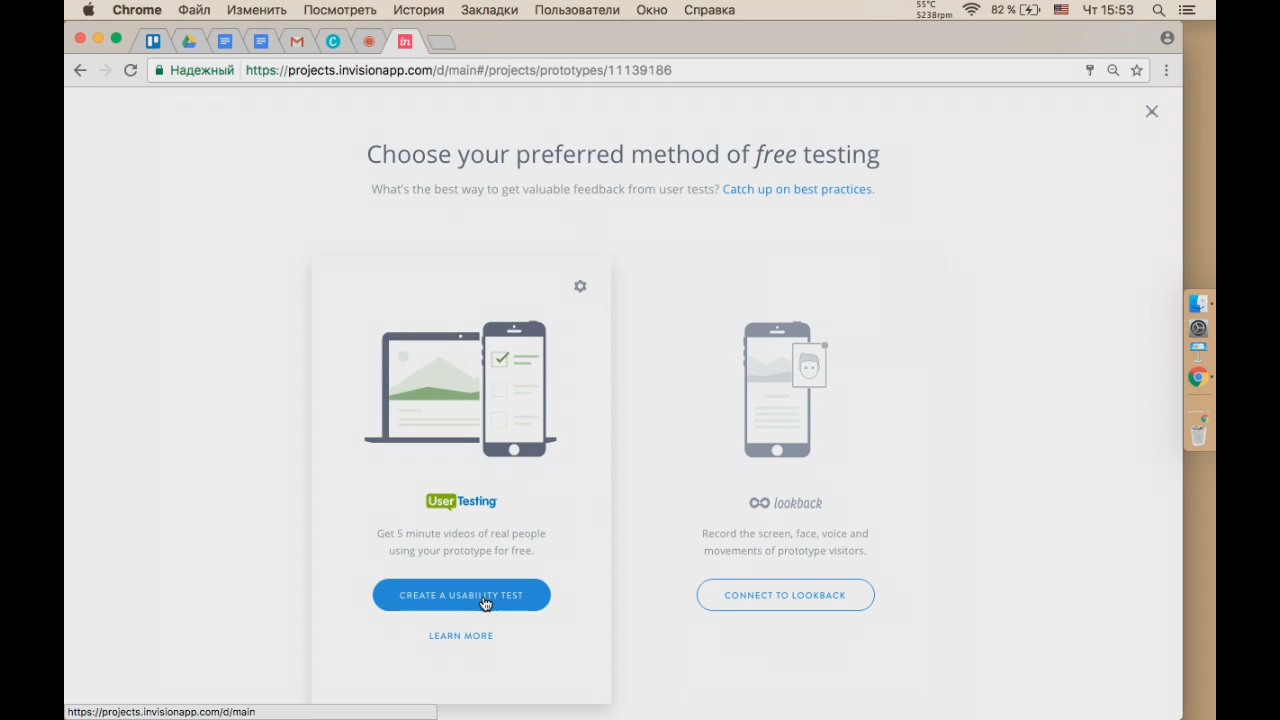 Chrome Файл Изменить Посмотреть История Закладки Пользователи Окно Справка 55°C 5238rpm 82 % Чт 15:53
Надежный https://projects.invisionapp.com/d/main#/projects/prototypes/11139186
Choose your preferred method of free testing
What's the best way to get valuable feedback from user tests? Catch up on best practices.
UserTesting
Get 5 minute videos of real people
using your prototype for free.
CREATE A USABILITY TEST
LEARN MORE
lookback
Record the screen, face, voice and
movements of prototype visitors.
CONNECT TO LOOKBACK
https://projects.invisionapp.com/d/main